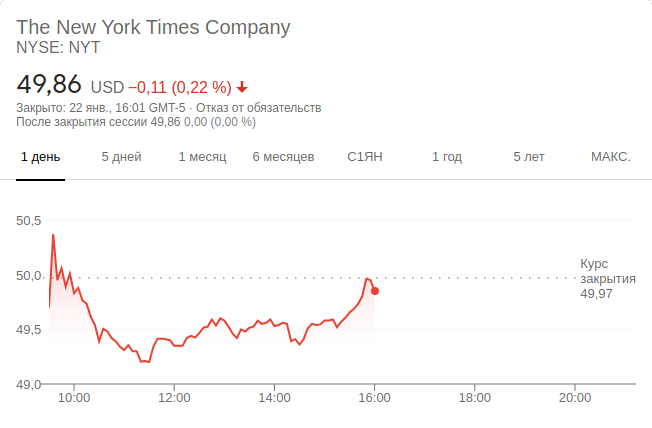 The New York Times Company
NYSE: NYT
49,86 USD −0,11 (0,22 %)
Закрыто: 22 янв., 16:01 GMT-5 · Отказ от обязательств
После закрытия сессии 49,86 0,00 (0,00 %)
1 день 5 дней 1 месяц 6 месяцев С1ЯН 1 год 5 лет МАКС.
50,5
50,0
49,5
49,0
Курс
закрытия
49,97
10:00 12:00 14:00 16:00 18:00 20:00